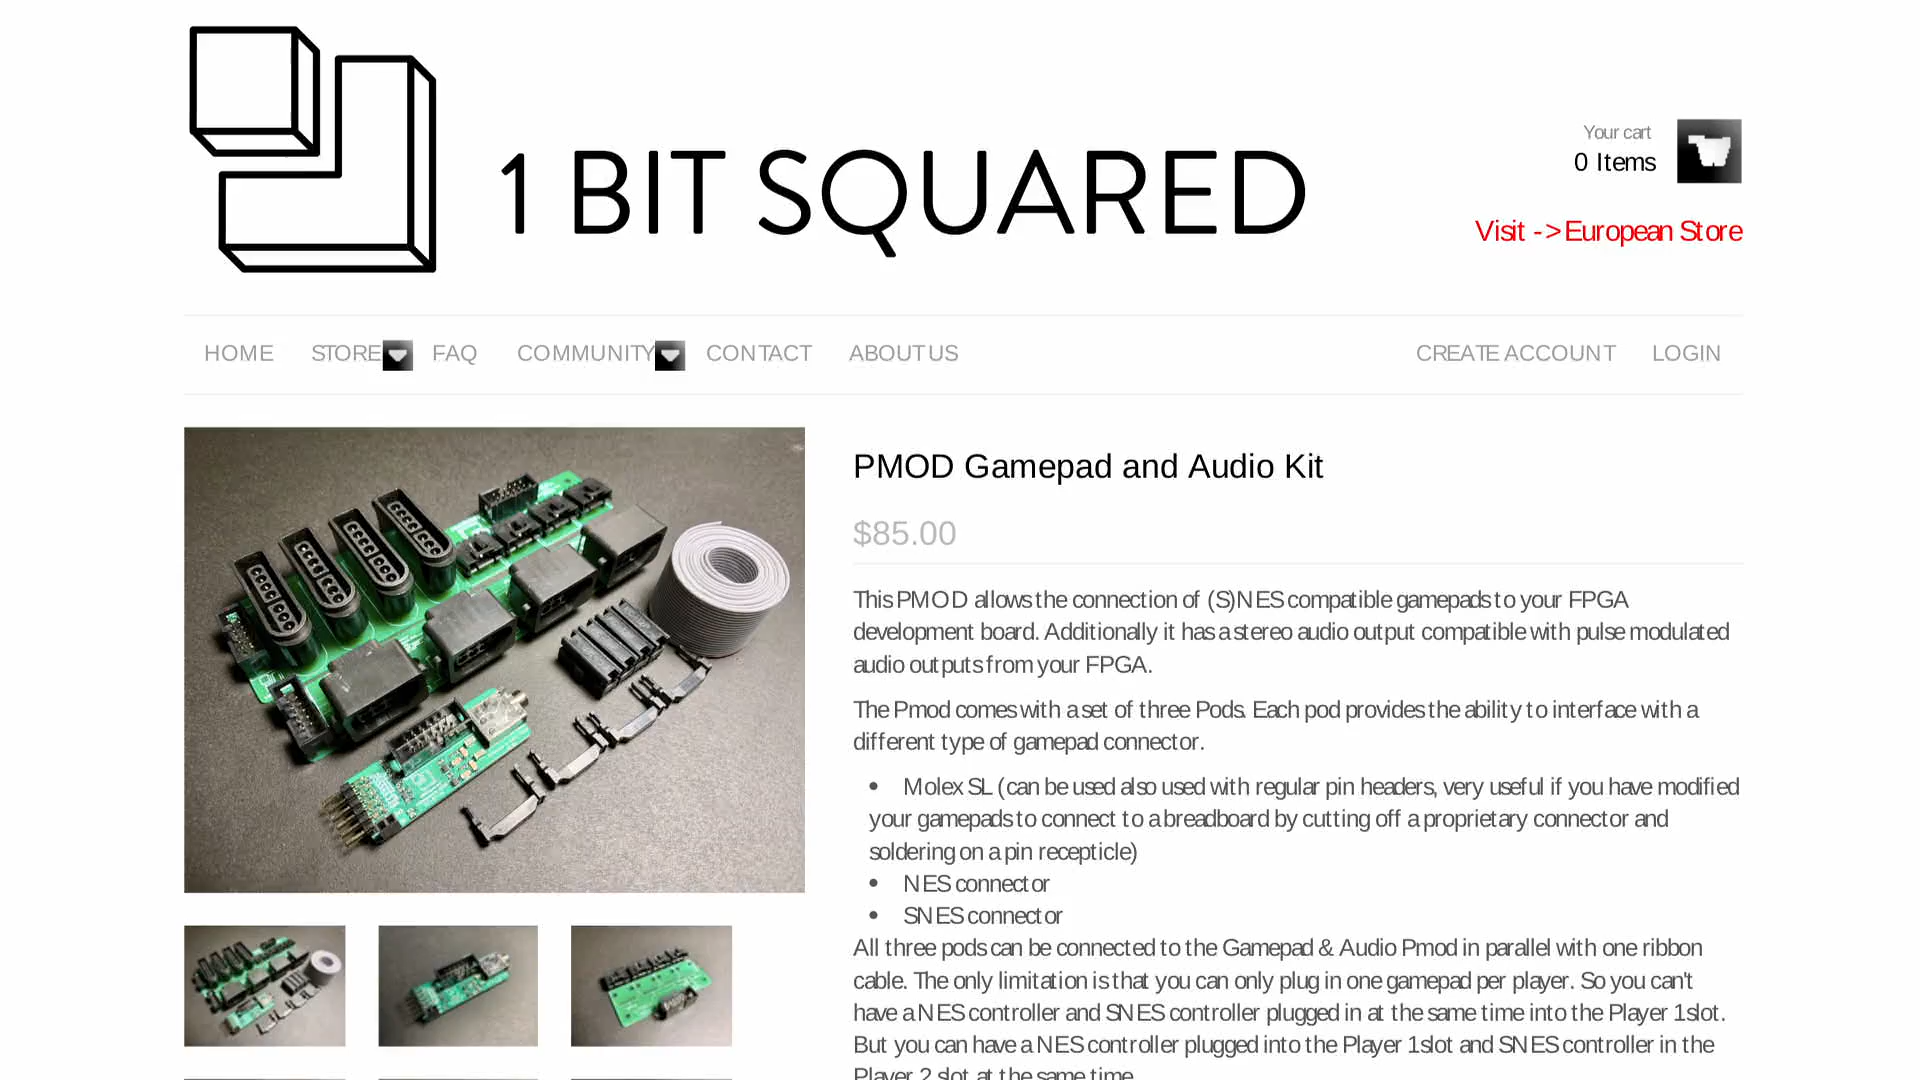 1 BIT SQUARED
Your cart
0 Items
Visit ->European Store
HOME STORE FAQ COMMUNITY CONTACT ABOUT US CREATE ACCOUNT LOGIN
PMOD Gamepad and Audio Kit
$85.00
This PMOD allows the connection of (S)NES compatible gamepads to your FPGA
development board. Additionally it has a stereo audio output compatible with pulse modulated
audio outputs from your FPGA.
The Pmod comes with a set of three Pods. Each pod provides the ability to interface with a
different type of gamepad connector.
• Molex SL (can be used also used with regular pin headers, very useful if you have modified
your gamepads to connect to a breadboard by cutting off a proprietary connector and
soldering on a pin recepticle)
• NES connector
• SNES connector
All three pods can be connected to the Gamepad & Audio Pmod in parallel with one ribbon
cable. The only limitation is that you can only plug in one gamepad per player. So you can't
have a NES controller and SNES controller plugged in at the same time into the Player 1 slot.
But you can have a NES controller plugged into the Player 1 slot and SNES controller in the
Player 2 slot at the same time.